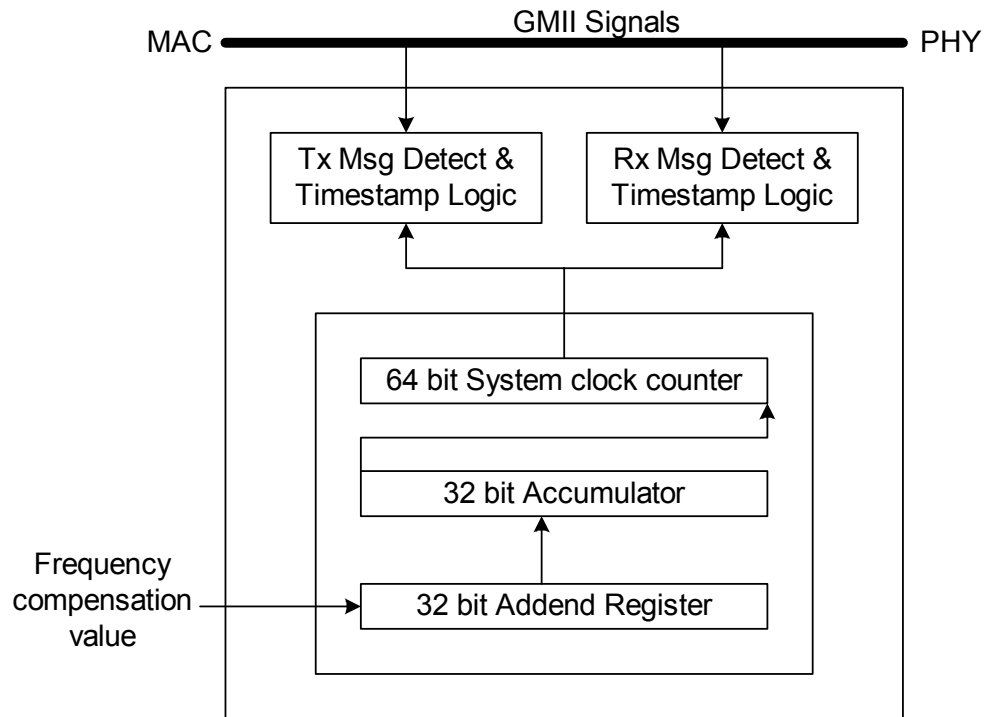 GMII Signals
MAC
PHY
Tx Msg Detect &
Timestamp Logic
Rx Msg Detect &
Timestamp Logic
64 bit System clock counter
32 bit Accumulator
Frequency
compensation
value
32 bit Addend Register